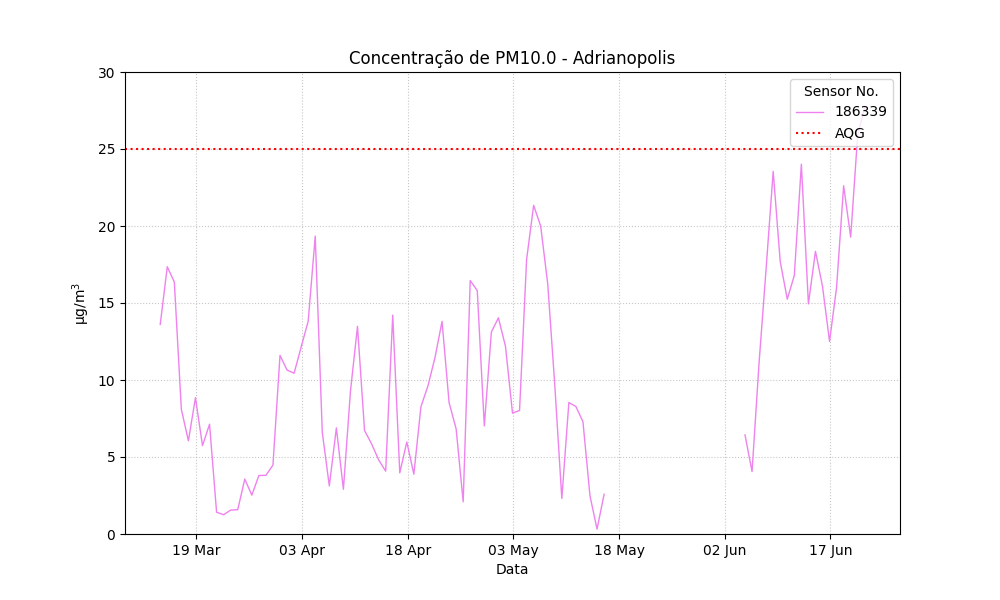 Concentração de PM10.0 - Adrianopolis
30
25
20
15
10
5
0
µg/m³
Sensor No.
186339
AQG
19 Mar
03 Apr
18 Apr
03 May
18 May
02 Jun
17 Jun
Data